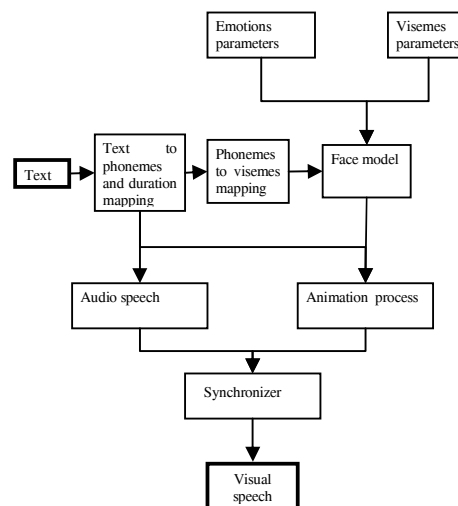 Emotions
parameters
Visemes
parameters
Text
Text to
phonemes
and duration
mapping
Phonemes
to visemes
mapping
Face model
Audio speech
Animation process
Synchronizer
Visual
speech